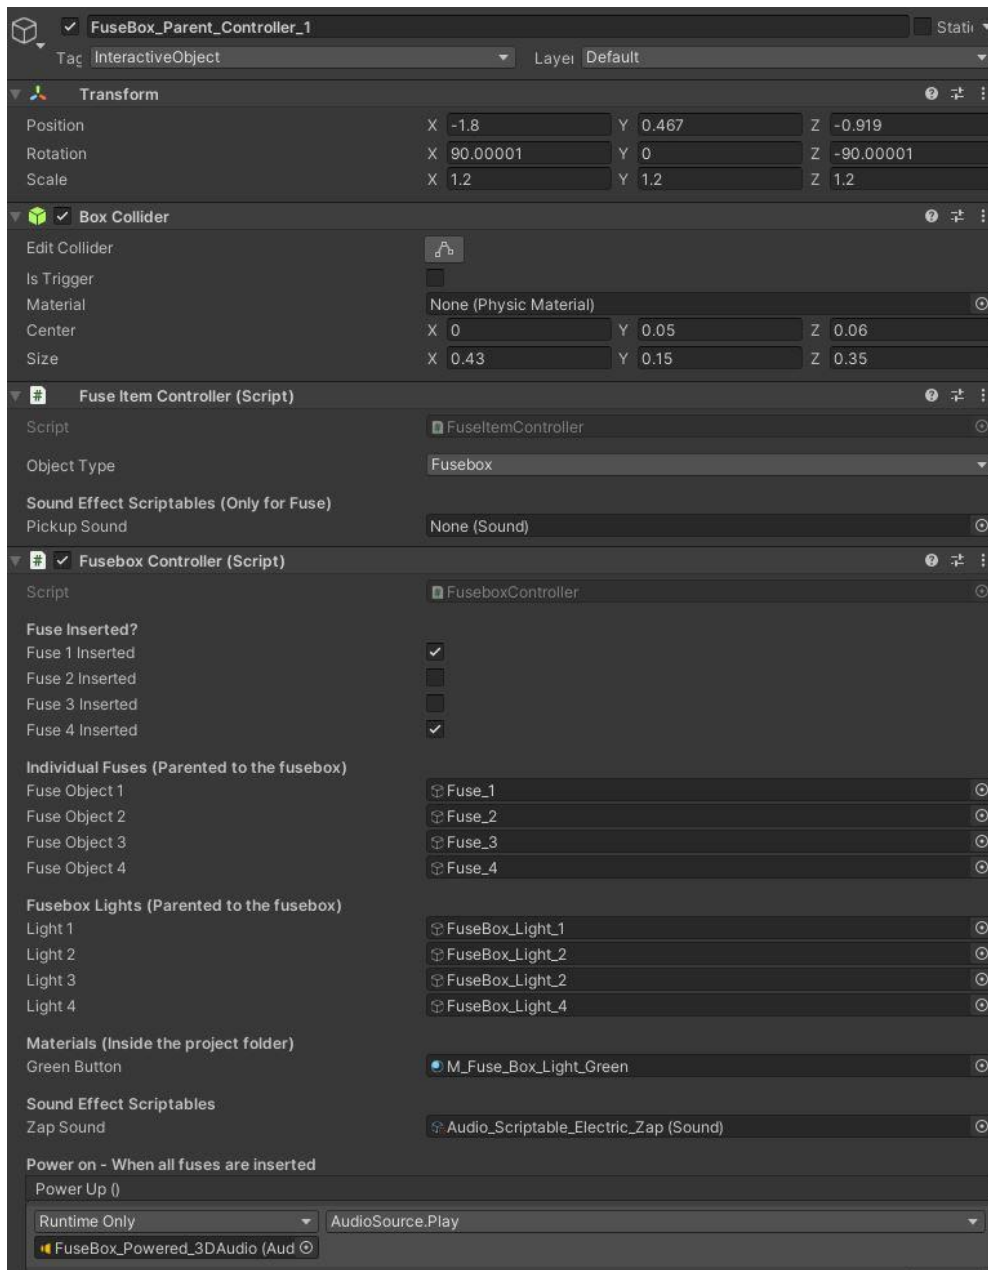 FuseBox_Parent_Controller_1 Stati
Tag InteractiveObject Layer Default
Transform
Position X -1.8 Y 0.467 Z -0.919
Rotation X 90.00001 Y 0 Z -90.00001
Scale X 1.2 Y 1.2 Z 1.2
Box Collider
Edit Collider
Is Trigger
Material None (Physic Material)
Center X 0 Y 0.05 Z 0.06
Size X 0.43 Y 0.15 Z 0.35
# Fuse Item Controller (Script)
Script FuseItemController
Object Type Fusebox
Sound Effect Scriptables (Only for Fuse)
Pickup Sound None (Sound)
# Fusebox Controller (Script)
Script FuseboxController
Fuse Inserted?
Fuse 1 Inserted
Fuse 2 Inserted
Fuse 3 Inserted
Fuse 4 Inserted
Individual Fuses (Parented to the fusebox)
Fuse Object 1 Fuse_1
Fuse Object 2 Fuse_2
Fuse Object 3 Fuse_3
Fuse Object 4 Fuse_4
Fusebox Lights (Parented to the fusebox)
Light 1 FuseBox_Light_1
Light 2 FuseBox_Light_2
Light 3 FuseBox_Light_2
Light 4 FuseBox_Light_4
Materials (Inside the project folder)
Green Button M_Fuse_Box_Light_Green
Sound Effect Scriptables
Zap Sound Audio_Scriptable_Electric_Zap (Sound)
Power on - When all fuses are inserted
Power Up ()
Runtime Only AudioSource.Play
FuseBox_Powered_3DAudio (Aud